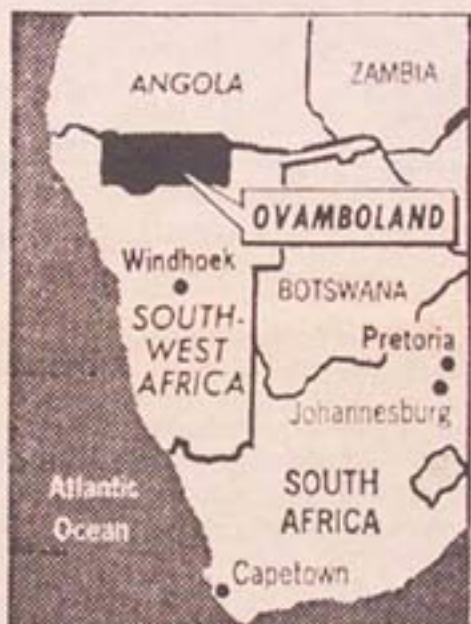 ANGOLA
ZAMBIA
OVAMBOLAND
Windhoek
BOTSWANA
SOUTH-
WEST
AFRICA
Pretoria
Johannesburg
Atlantic
Ocean
SOUTH
AFRICA
Capetown